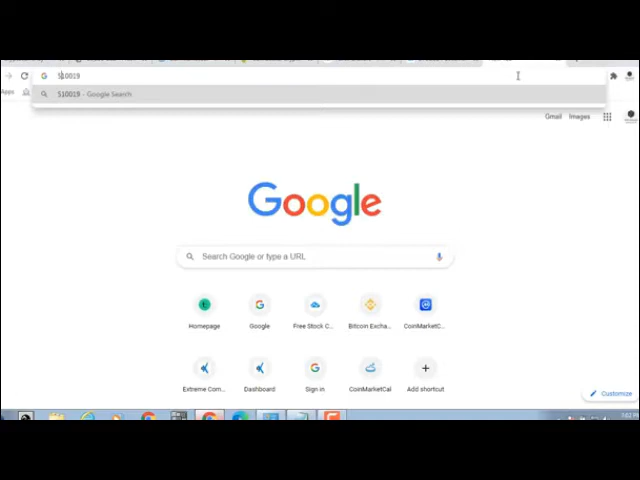 510019
510019 - Google Search
Apps
Gmail Images
Google
Search Google or type a URL
Homepage Google Free Stock C... Bitcoin Excha... CoinMarketC...
Extreme Com... Dashboard Sign in CoinMarketCal Add shortcut
Customize